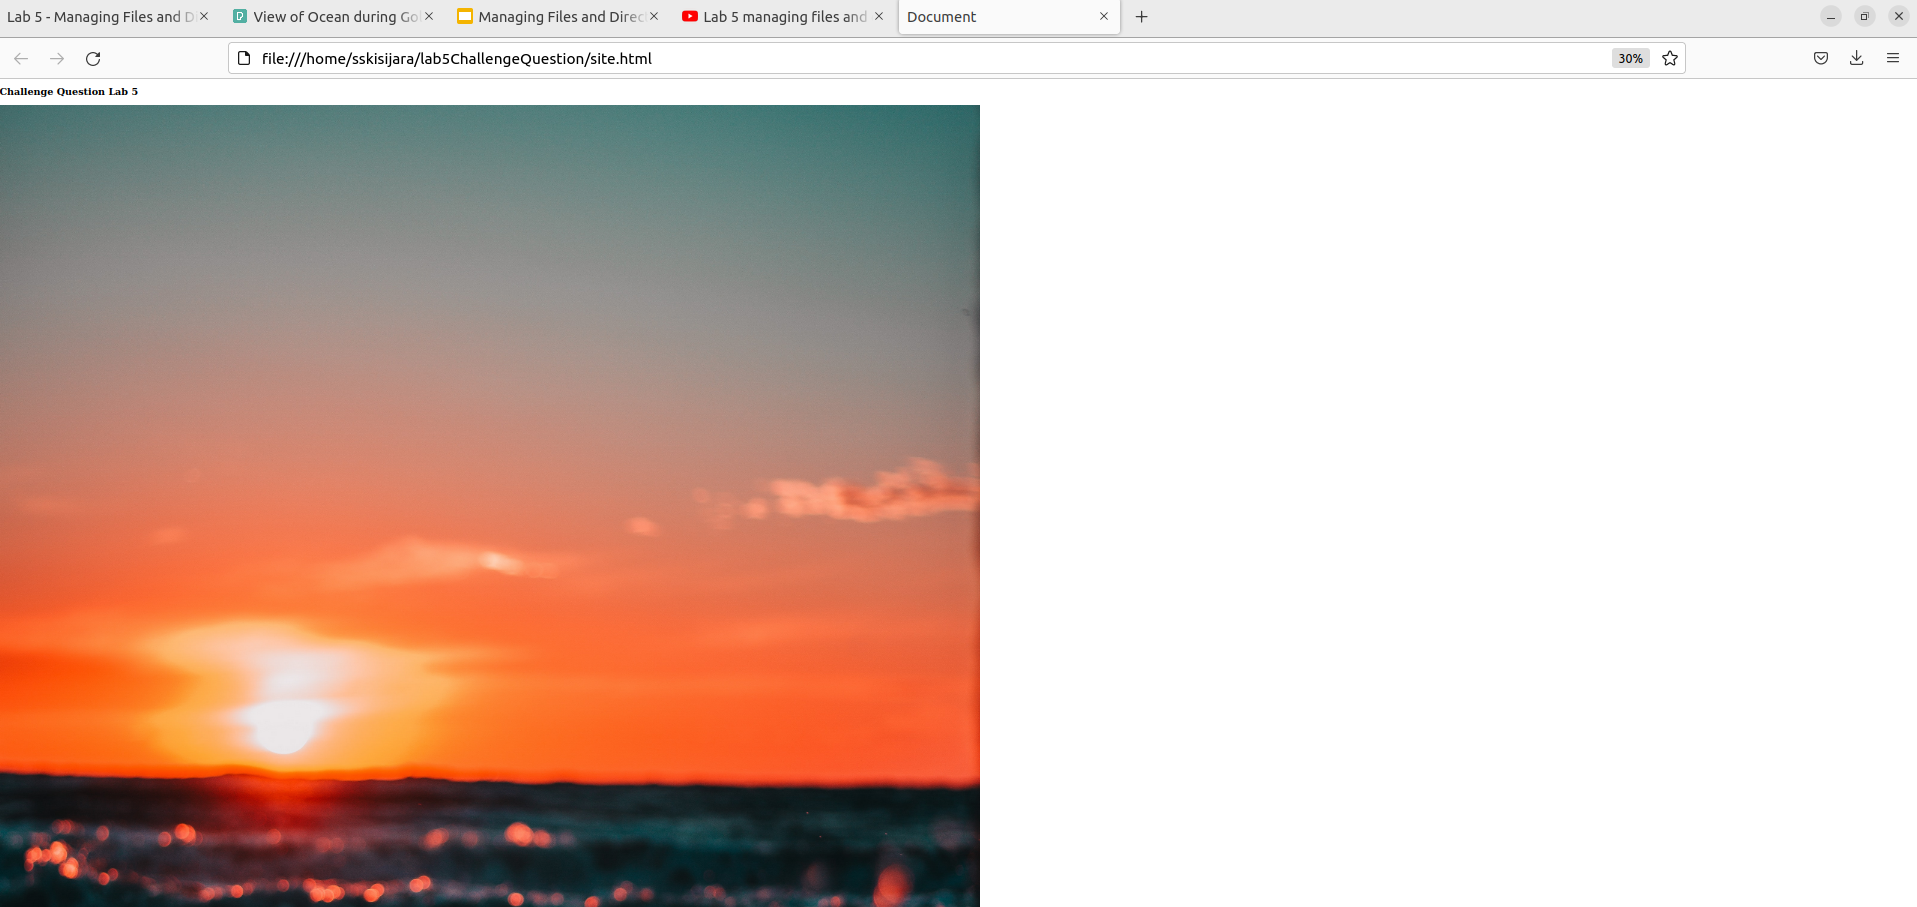 Lab 5 - Managing Files and D
View of Ocean during Go
Managing Files and Direc
Lab 5 managing files and
Document
file:///home/sskisijara/lab5ChallengeQuestion/site.html
30%
Challenge Question Lab 5